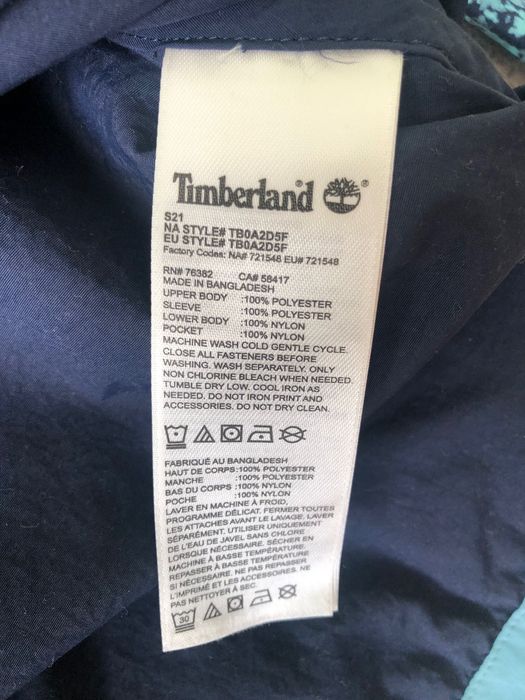 Timberland ®
S21
NA STYLE# TB0A2D5F
EU STYLE# TB0A2D5F
Factory Codes: NA# 721548 EU# 721548
RN# 76382 CA# 58417
MADE IN BANGLADESH
UPPER BODY :100% POLYESTER
SLEEVE :100% POLYESTER
LOWER BODY :100% NYLON
POCKET :100% NYLON
MACHINE WASH COLD GENTLE CYCLE.
CLOSE ALL FASTENERS BEFORE
WASHING. WASH SEPARATELY. ONLY
NON CHLORINE BLEACH WHEN NEEDED.
TUMBLE DRY LOW. COOL IRON AS
NEEDED. DO NOT IRON PRINT AND
ACCESSORIES. DO NOT DRY CLEAN.
FABRIQUÉ AU BANGLADESH
HAUT DE CORPS:100% POLYESTER
MANCHE :100% POLYESTER
BAS DU CORPS :100% NYLON
POCHE :100% NYLON
LAVER EN MACHINE À FROID,
PROGRAMME DÉLICAT. FERMER TOUTES
LES ATTACHES AVANT LE LAVAGE. LAVER
SÉPARÉMENT. UTILISER UNIQUEMENT
DE L'EAU DE JAVEL SANS CHLORE
LORSQUE NÉCESSAIRE. SÉCHER EN
MACHINE À BASSE TEMPÉRATURE.
REPASSER À BASSE TEMPÉRATURE
SI NÉCESSAIRE. NE PAS REPASSER
L'IMPRIMÉ ET LES ACCESSOIRES. NE
PAS NETTOYER À SEC.
30